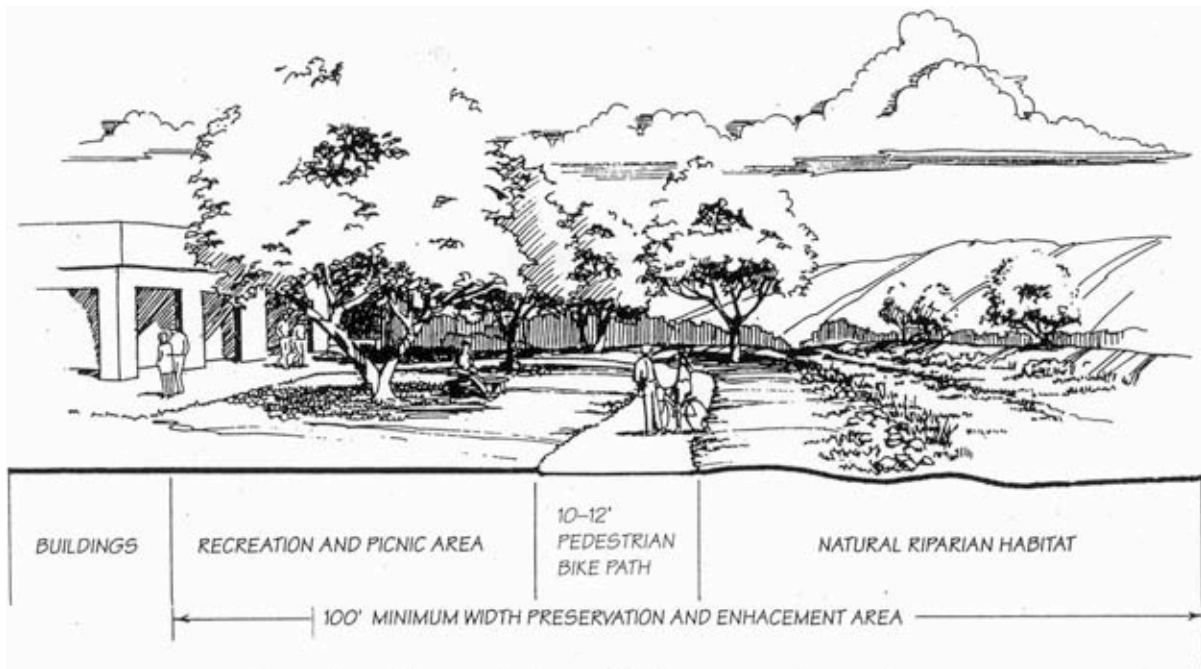 BUILDINGS
RECREATION AND PICNIC AREA
10–12'
PEDESTRIAN
BIKE PATH
NATURAL RIPARIAN HABITAT
100' MINIMUM WIDTH PRESERVATION AND ENHACEMENT AREA